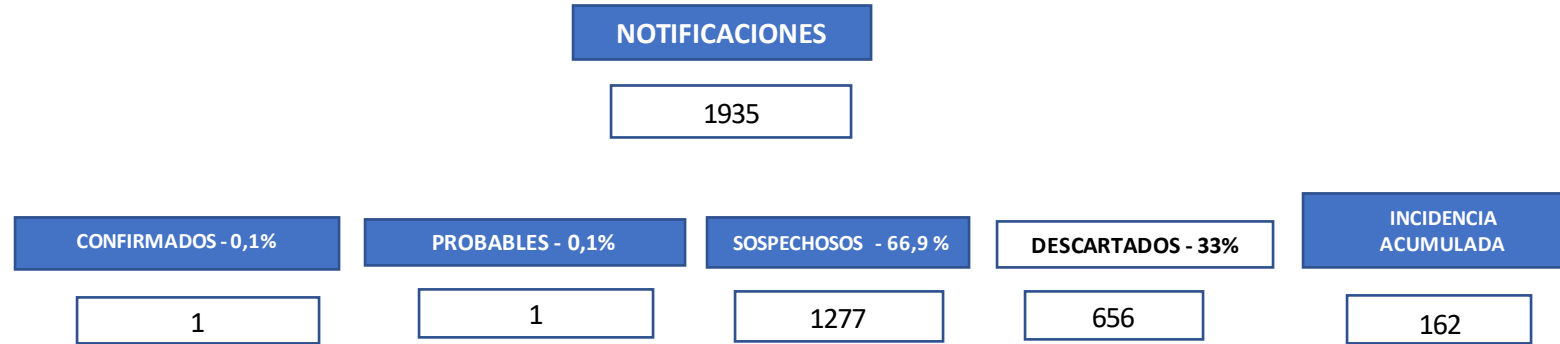 NOTIFICACIONES
1935
CONFIRMADOS - 0,1%
PROBABLES - 0,1%
SOSPECHOSOS - 66,9 %
DESCARTADOS - 33%
INCIDENCIA
ACUMULADA
1
1
1277
656
162